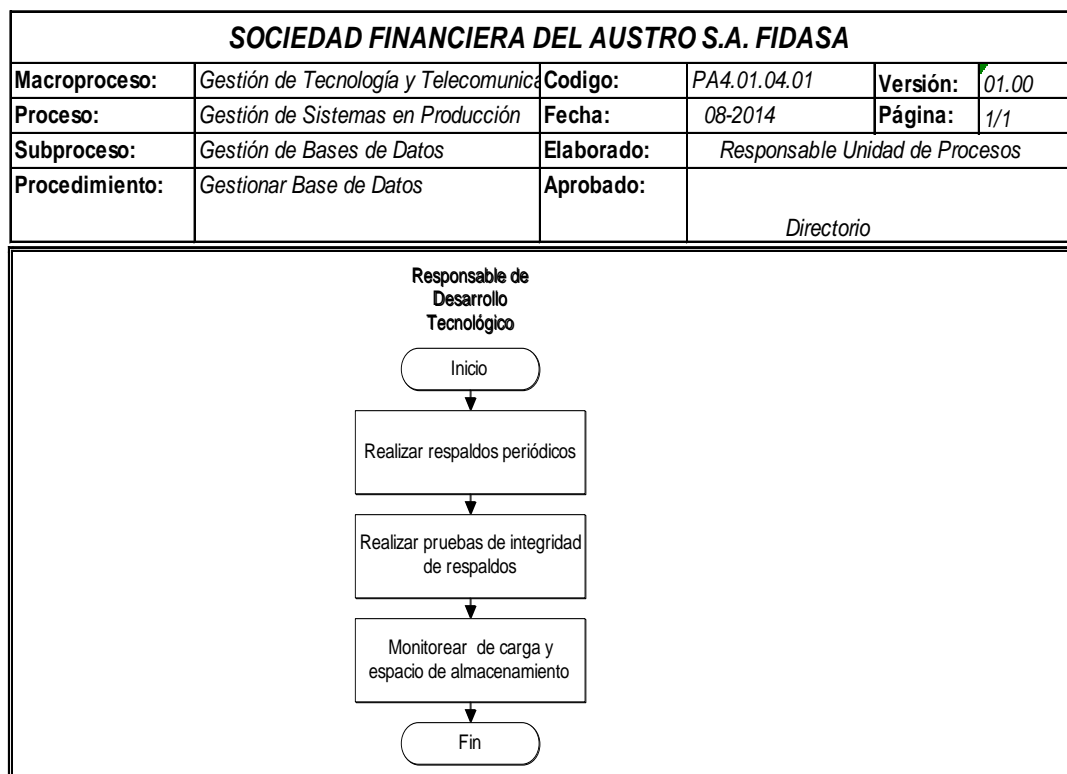 SOCIEDAD FINANCIERA DEL AUSTRO S.A. FIDASA
Macroproceso: Gestión de Tecnología y Telecomunica Codigo: PA4.01.04.01 Versión: 01.00
Proceso: Gestión de Sistemas en Producción Fecha: 08-2014 Página: 1/1
Subproceso: Gestión de Bases de Datos Elaborado: Responsable Unidad de Procesos
Procedimiento: Gestionar Base de Datos Aprobado:
Directorio
Responsable de
Desarrollo
Tecnológico
Inicio
Realizar respaldos periódicos
Realizar pruebas de integridad
de respaldos
Monitorear de carga y
espacio de almacenamiento
Fin